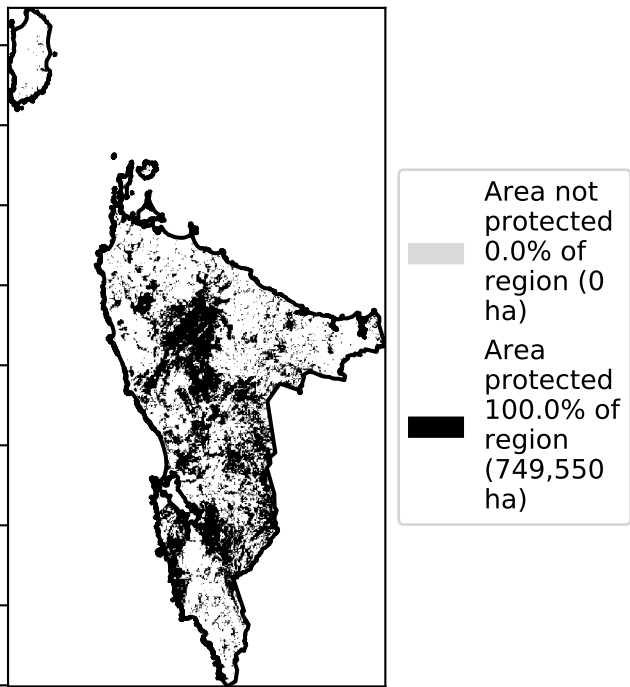 Area not
protected
0.0% of
region (0
ha)
Area
protected
100.0% of
region
(749,550
ha)